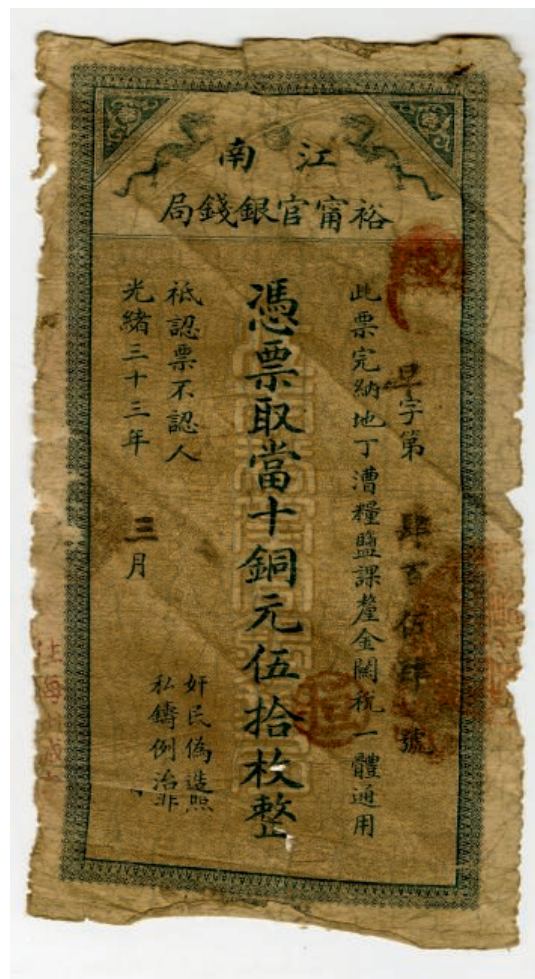 江南
裕甯官銀錢局
字第 肆百伍肆號
此票完納地丁漕糧鹽課釐金關稅一體通用
憑票取當十銅元伍拾枚整
祗認票不認人
光緒三十三年 三月
奸民偽造照
私鑄例治罪